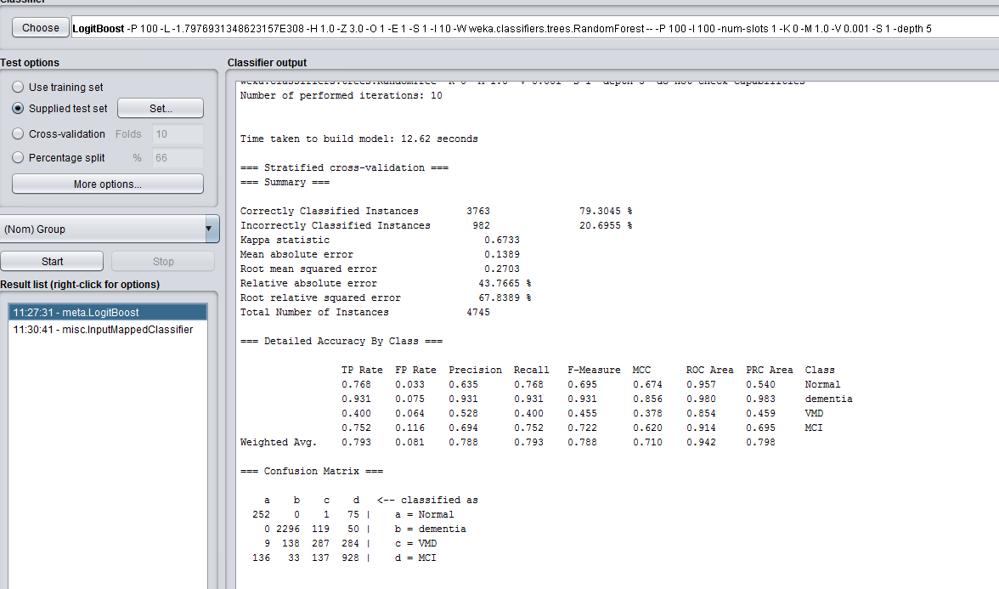 Classifier
Choose LogitBoost -P 100 -L -1.7976931348623157E308 -H 1.0 -Z 3.0 -O 1 -E 1 -S 1 -I 10 -W weka.classifiers.trees.RandomForest -- -P 100 -I 100 -num-slots 1 -K 0 -M 1.0 -V 0.001 -S 1 -depth 5
Test options
Use training set
Supplied test set Set...
Cross-validation Folds 10
Percentage split % 66
More options...
(Nom) Group
Start Stop
Result list (right-click for options)
11:27:31 - meta.LogitBoost
11:30:41 - misc.InputMappedClassifier
Classifier output
weka.classifiers.trees.RandomTree -K 0 -M 1.0 -V 0.001 -S 1 -depth 5 -do-not-check-capabilities
Number of performed iterations: 10
Time taken to build model: 12.62 seconds
=== Stratified cross-validation ===
=== Summary ===
Correctly Classified Instances 3763 79.3045 %
Incorrectly Classified Instances 982 20.6955 %
Kappa statistic 0.6733
Mean absolute error 0.1389
Root mean squared error 0.2703
Relative absolute error 43.7665 %
Root relative squared error 67.8389 %
Total Number of Instances 4745
=== Detailed Accuracy By Class ===
TP Rate FP Rate Precision Recall F-Measure MCC ROC Area PRC Area Class
0.768 0.033 0.635 0.768 0.695 0.674 0.957 0.540 Normal
0.931 0.075 0.931 0.931 0.931 0.856 0.980 0.983 dementia
0.400 0.064 0.528 0.400 0.455 0.378 0.854 0.459 VMD
0.752 0.116 0.694 0.752 0.722 0.620 0.914 0.695 MCI
Weighted Avg. 0.793 0.081 0.788 0.793 0.788 0.710 0.942 0.798
=== Confusion Matrix ===
a b c d <-- classified as
252 0 1 75 | a = Normal
0 2296 119 50 | b = dementia
9 138 287 284 | c = VMD
136 33 137 928 | d = MCI